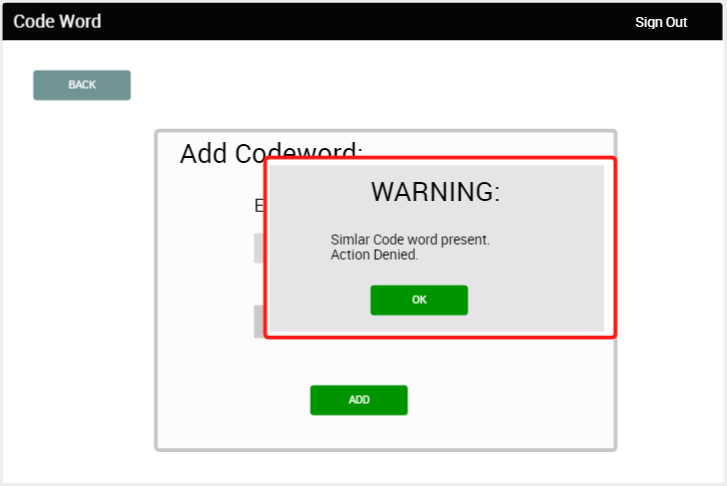 Code Word
Sign Out
BACK
Add Codeword:
WARNING:
Simlar Code word present.
Action Denied.
OK
ADD